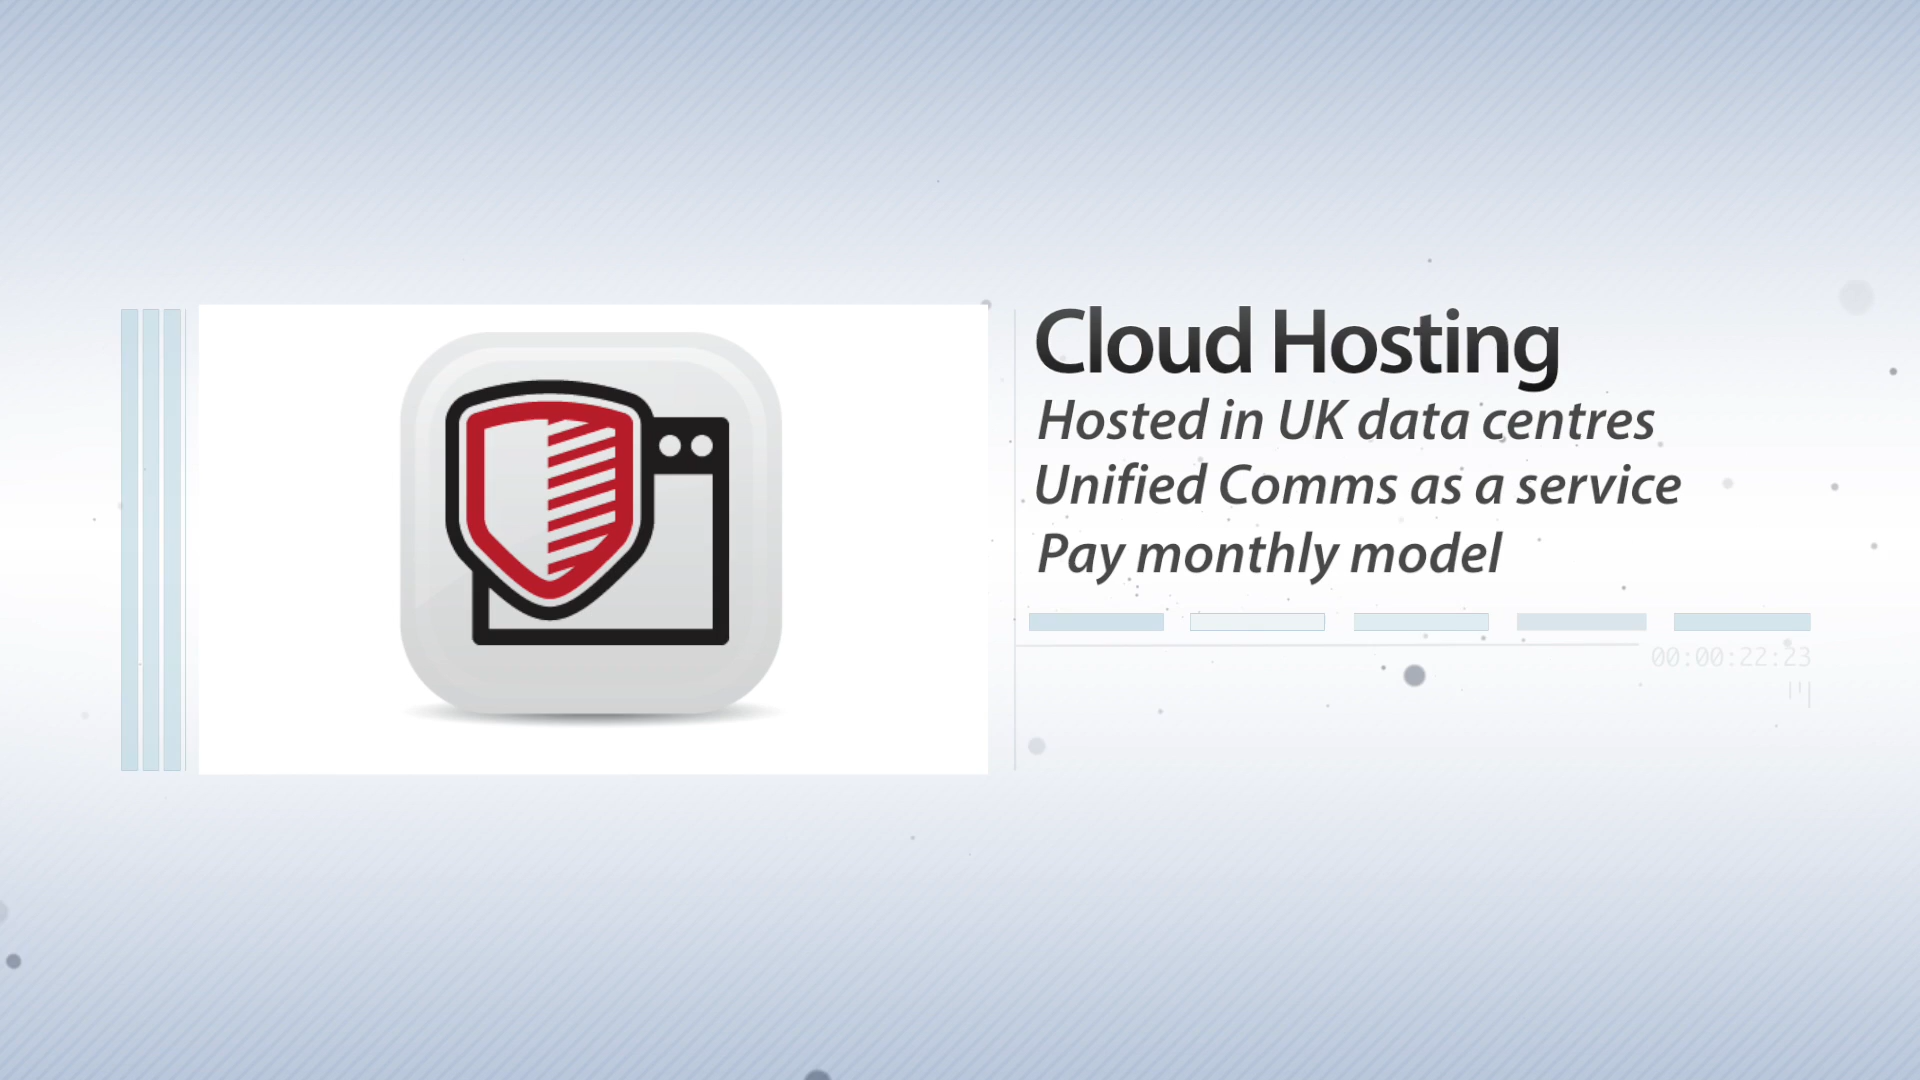 Cloud Hosting
Hosted in UK data centres
Unified Comms as a service
Pay monthly model
00:00:22:23